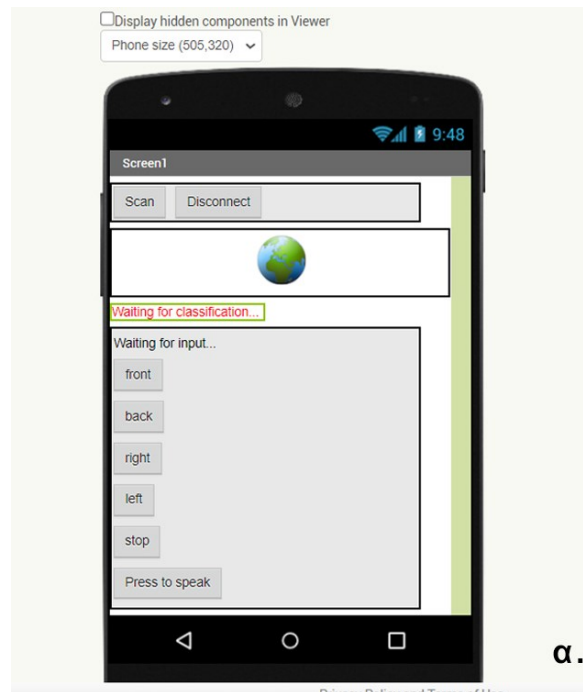 Display hidden components in Viewer
Phone size (505,320)
9:48
Screen1
Scan Disconnect
Waiting for classification...
Waiting for input...
front
back
right
left
stop
Press to speak
α.